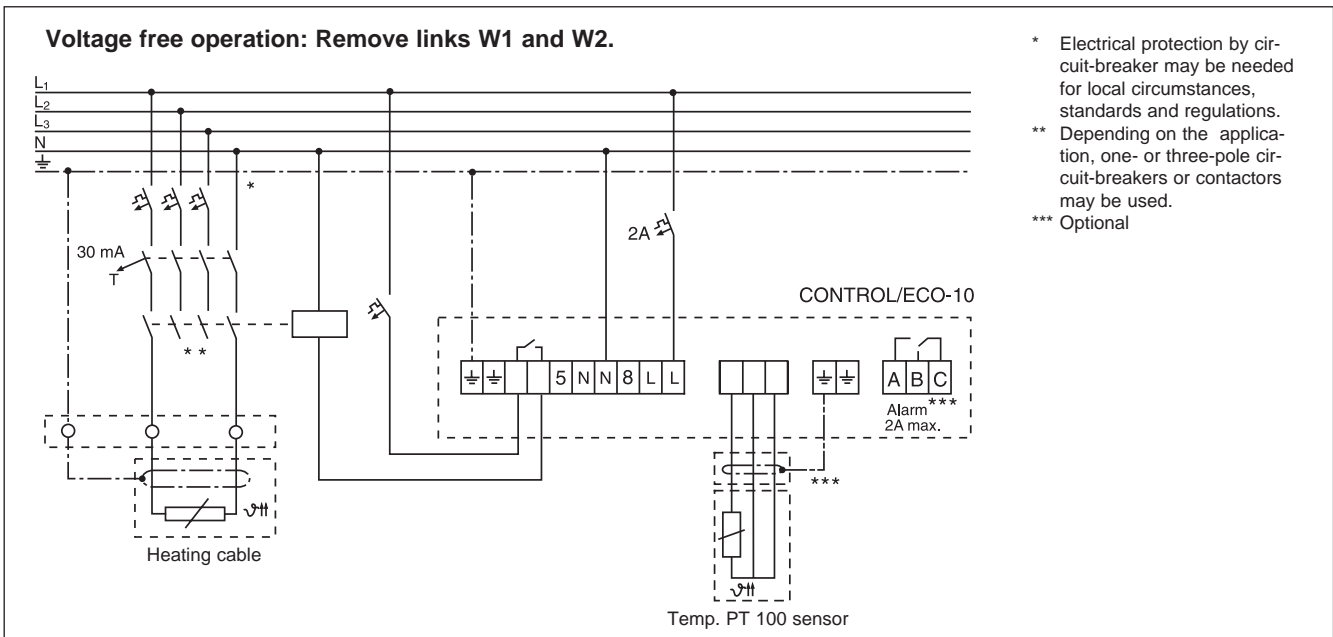 Voltage free operation: Remove links W1 and W2.
* Electrical protection by cir-
cuit-breaker may be needed
for local circumstances,
standards and regulations.
** Depending on the applica-
tion, one- or three-pole cir-
cuit-breakers or contactors
may be used.
*** Optional
L1
L2
L3
N
*
30 mA
T
2A
CONTROL/ECO-10
* *
5 N N 8 L L
A B C
Alarm ***
2A max.
***
ϑ
Heating cable
ϑ
Temp. PT 100 sensor